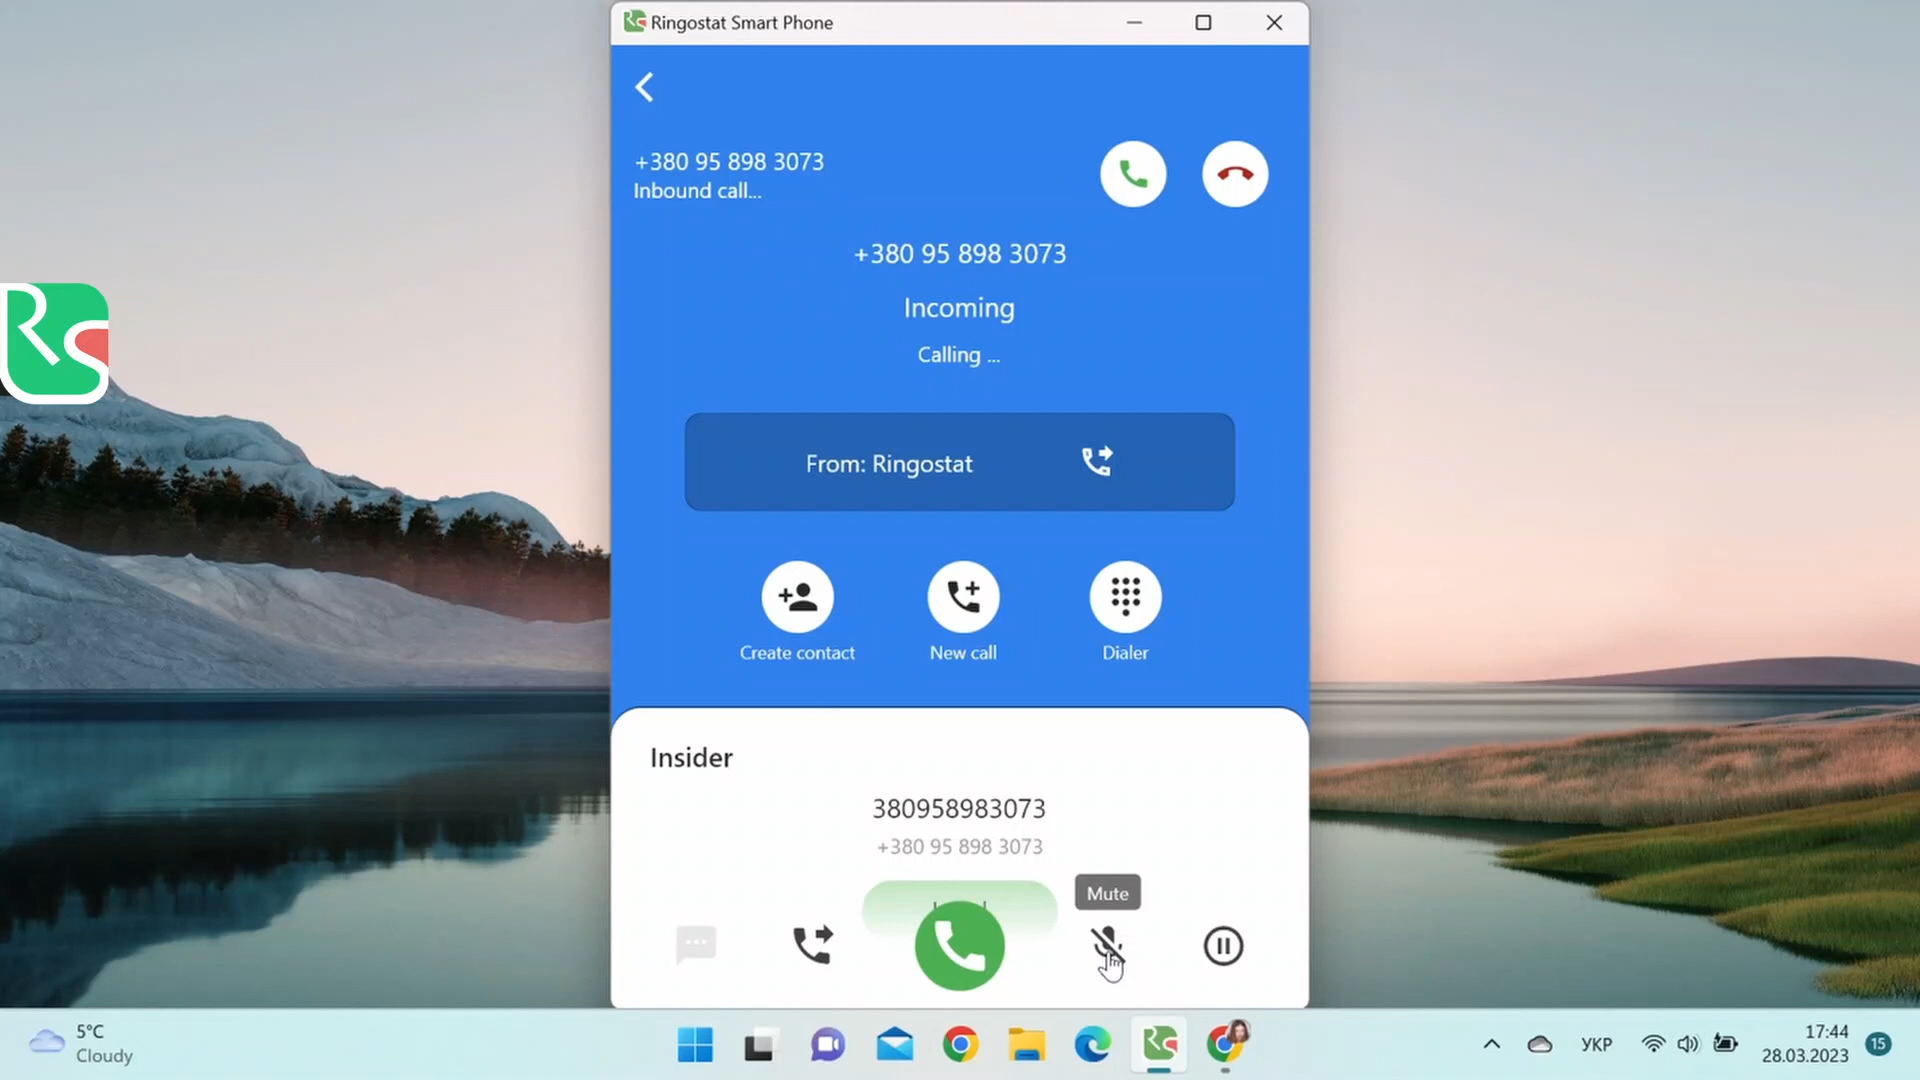 Ringostat Smart Phone
+380 95 898 3073
Inbound call...
+380 95 898 3073
Incoming
Calling ...
From: Ringostat
Create contact
New call
Dialer
Insider
380958983073
+380 95 898 3073
Mute
Rs
5°C
Cloudy
УКР
17:44
28.03.2023
15